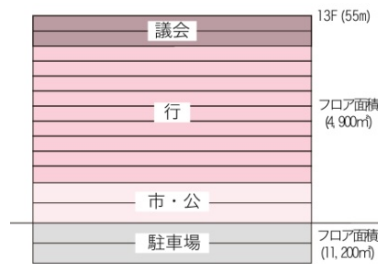 13F (55m)
議会
行
フロア面積
(4, 900㎡)
市・公
駐車場
フロア面積
(11, 200㎡)